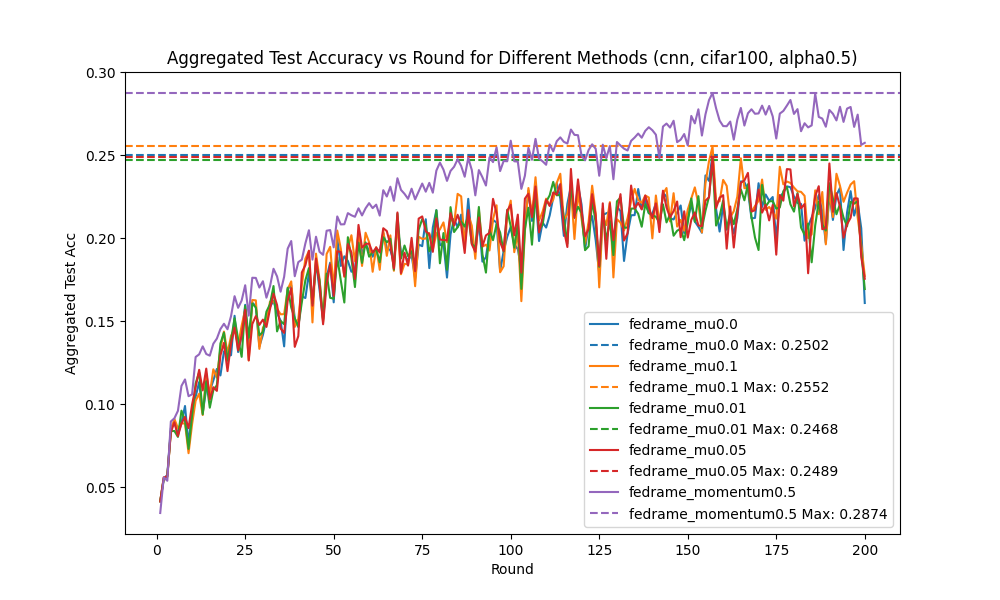 Aggregated Test Accuracy vs Round for Different Methods (cnn, cifar100, alpha0.5)
0.30
0.25
0.20
0.15
0.10
0.05
Aggregated Test Acc
fedrame_mu0.0
fedrame_mu0.0 Max: 0.2502
fedrame_mu0.1
fedrame_mu0.1 Max: 0.2552
fedrame_mu0.01
fedrame_mu0.01 Max: 0.2468
fedrame_mu0.05
fedrame_mu0.05 Max: 0.2489
fedrame_momentum0.5
fedrame_momentum0.5 Max: 0.2874
0 25 50 75 100 125 150 175 200
Round